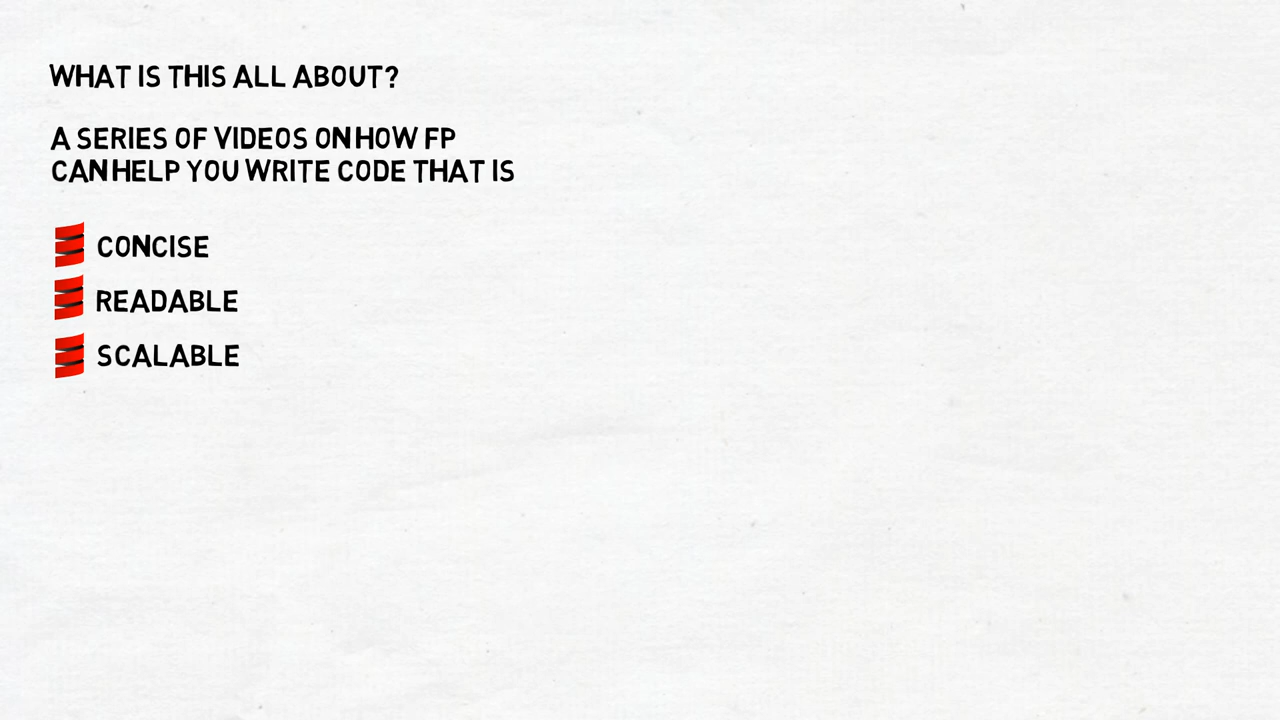 WHAT IS THIS ALL ABOUT?
A SERIES OF VIDEOS ON HOW FP
CAN HELP YOU WRITE CODE THAT IS
CONCISE
READABLE
SCALABLE